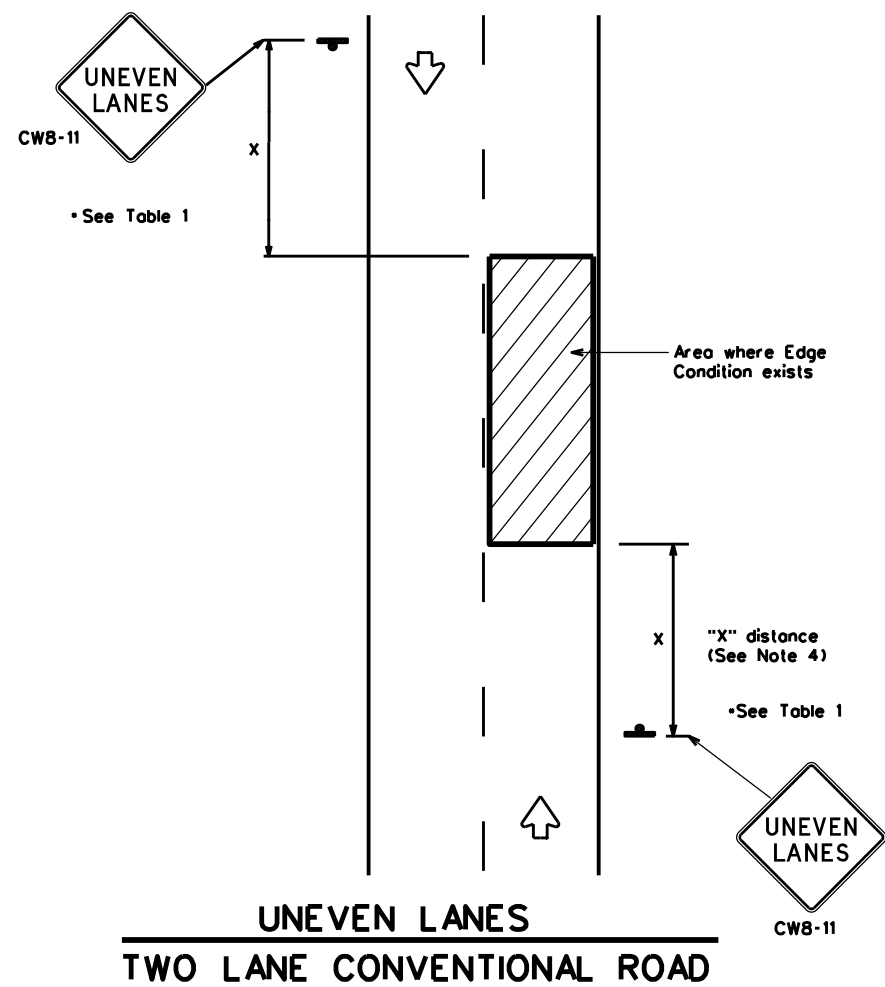 UNEVEN
LANES
CW8-11
X
* See Table 1
Area where Edge
Condition exists
X
"X" distance
(See Note 4)
*See Table 1
UNEVEN
LANES
CW8-11
UNEVEN LANES
TWO LANE CONVENTIONAL ROAD